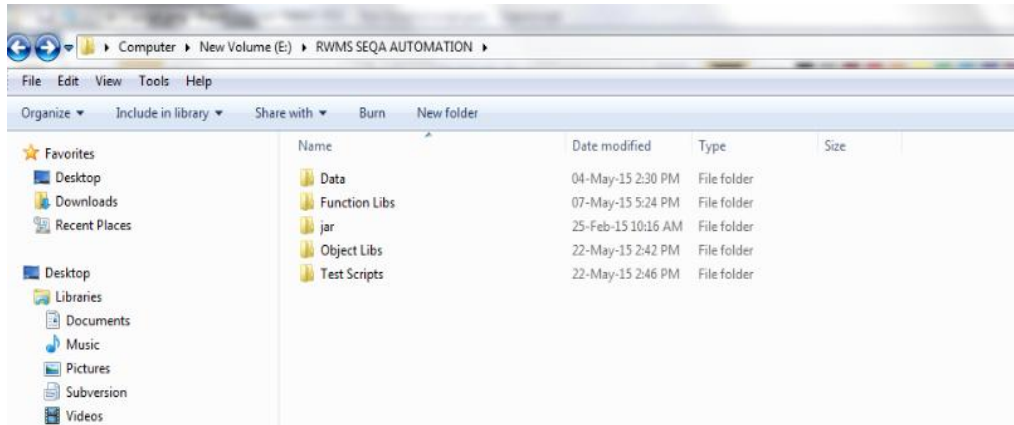 Computer New Volume (E:) RWMS SEQA AUTOMATION
File Edit View Tools Help
Organize Include in library Share with Burn New folder
Favorites
Desktop
Downloads
Recent Places
Desktop
Libraries
Documents
Music
Pictures
Subversion
Videos
Name Date modified Type Size
Data 04-May-15 2:30 PM File folder
Function Libs 07-May-15 5:24 PM File folder
jar 25-Feb-15 10:16 AM File folder
Object Libs 22-May-15 2:42 PM File folder
Test Scripts 22-May-15 2:46 PM File folder